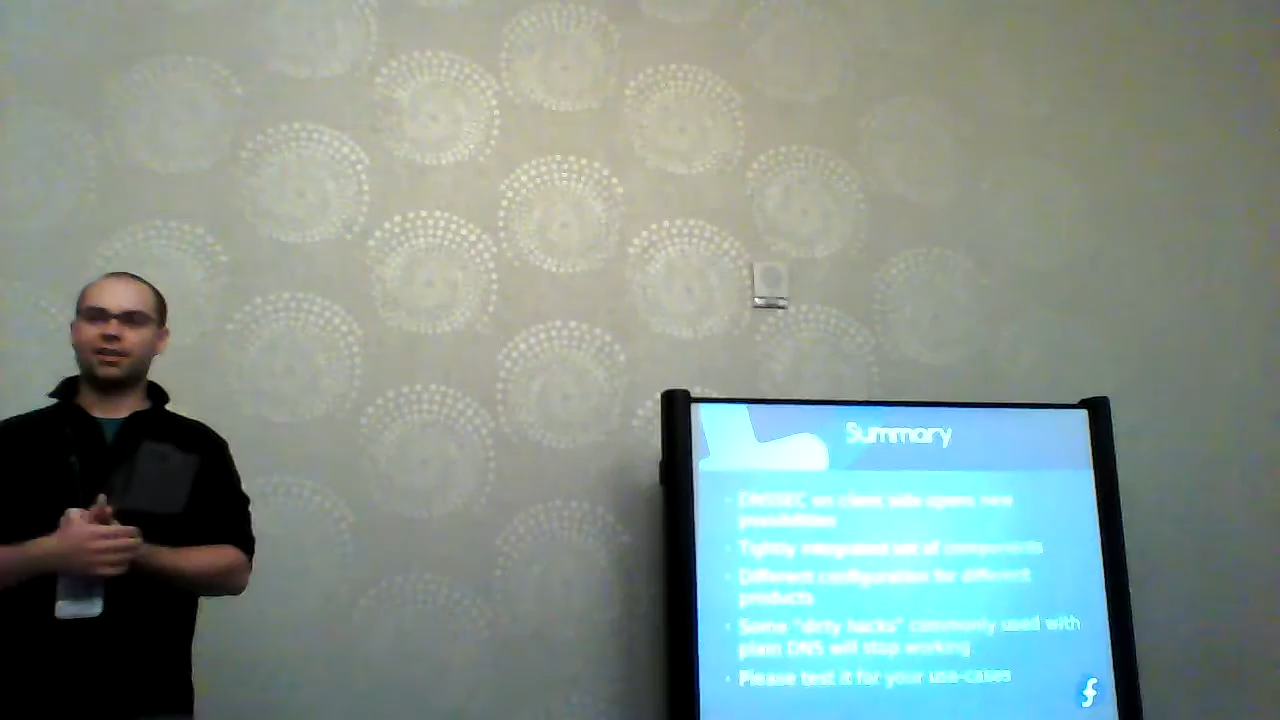 Summary
DNSSEC on client side opens new
possibilities
Tightly integrated set of components
Different configuration for different
products
Some "dirty hacks" commonly used with
plain DNS will stop working
Please test it for your use-cases